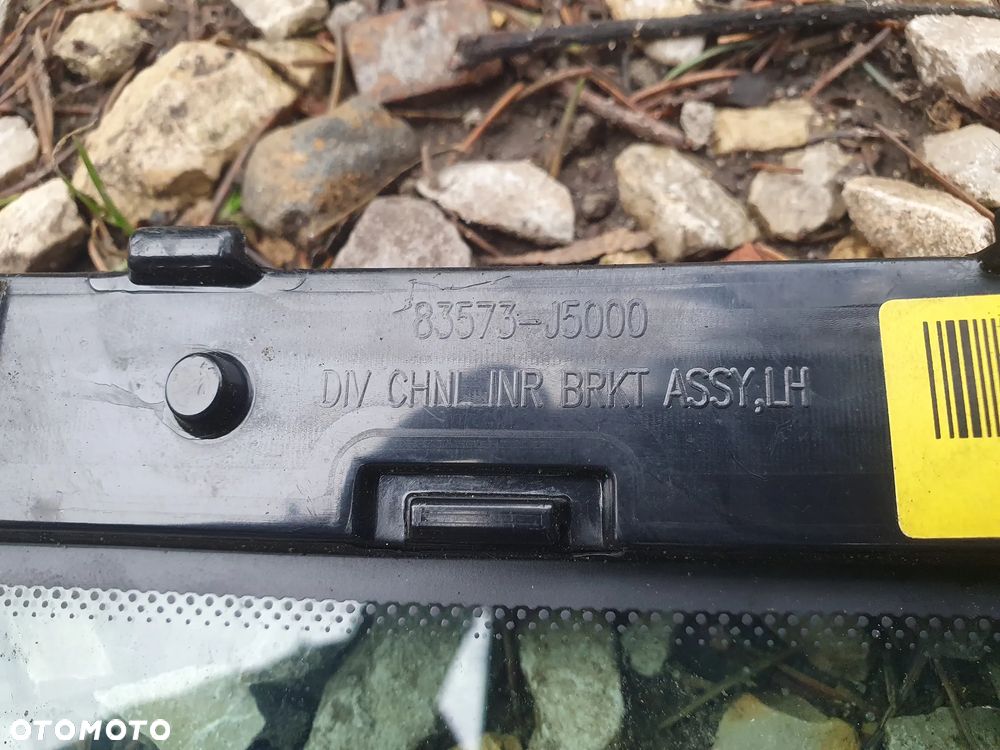 83573-J5000
DIV CHNL INR BRKT ASSY,LH
OTOMOTO